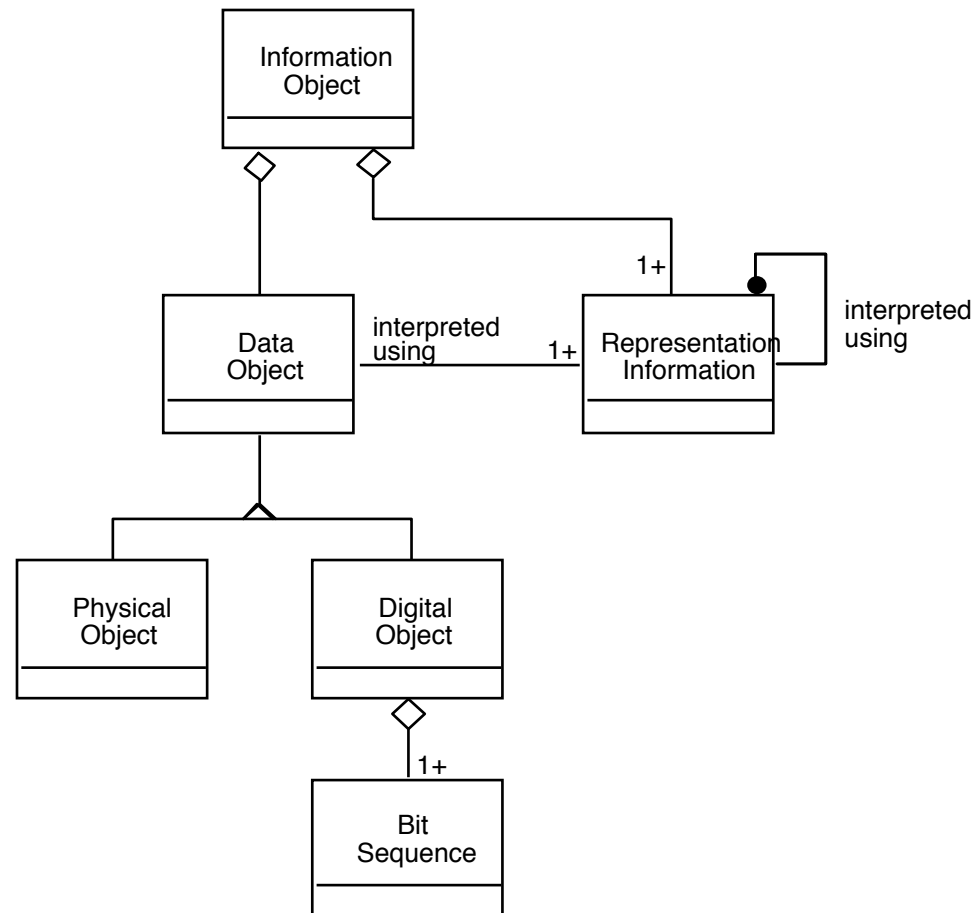 Information
Object
1+
interpreted
using
Data
Object
interpreted
using
1+
Representation
Information
Physical
Object
Digital
Object
1+
Bit
Sequence